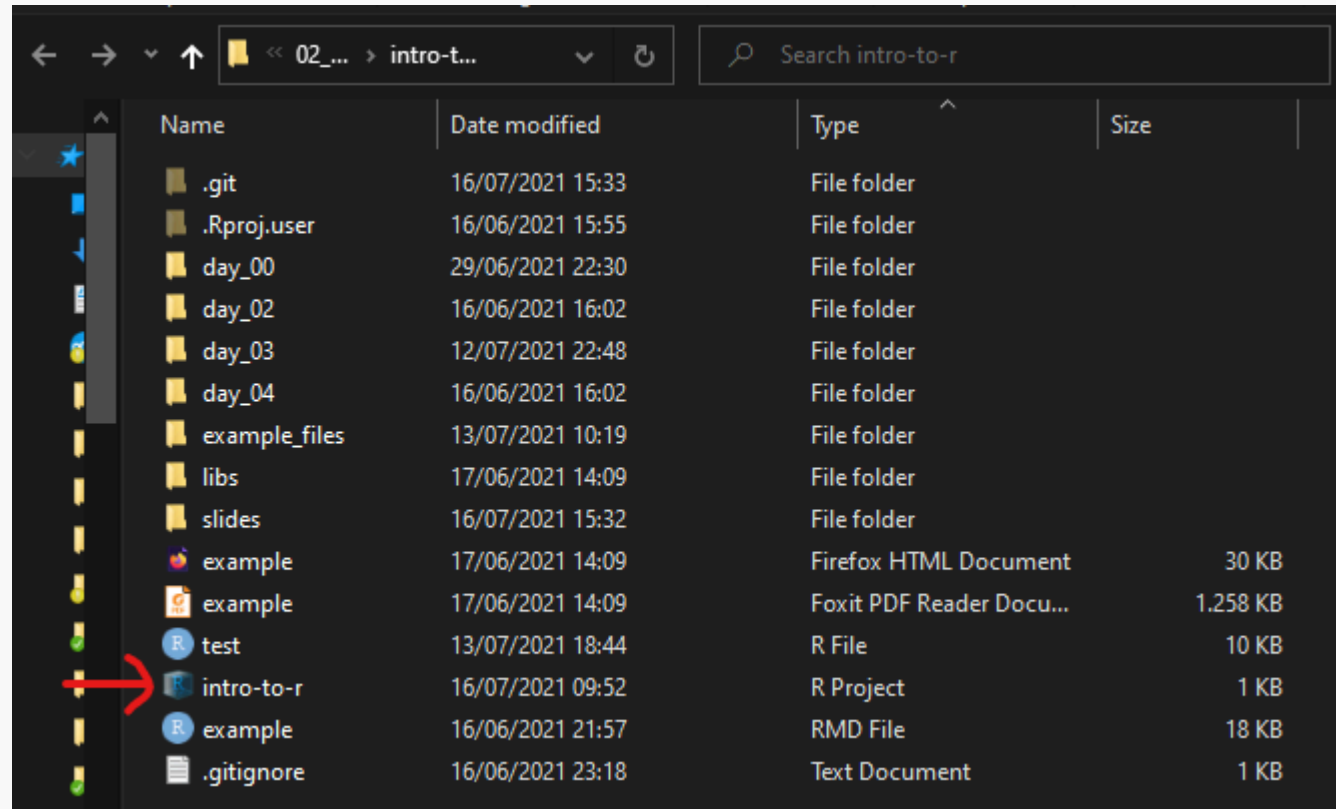 « 02_... › intro-t... Search intro-to-r
Name Date modified Type Size
.git 16/07/2021 15:33 File folder
.Rproj.user 16/06/2021 15:55 File folder
day_00 29/06/2021 22:30 File folder
day_02 16/06/2021 16:02 File folder
day_03 12/07/2021 22:48 File folder
day_04 16/06/2021 16:02 File folder
example_files 13/07/2021 10:19 File folder
libs 17/06/2021 14:09 File folder
slides 16/07/2021 15:32 File folder
example 17/06/2021 14:09 Firefox HTML Document 30 KB
example 17/06/2021 14:09 Foxit PDF Reader Docu... 1.258 KB
R test 13/07/2021 18:44 R File 10 KB
intro-to-r 16/07/2021 09:52 R Project 1 KB
R example 16/06/2021 21:57 RMD File 18 KB
.gitignore 16/06/2021 23:18 Text Document 1 KB